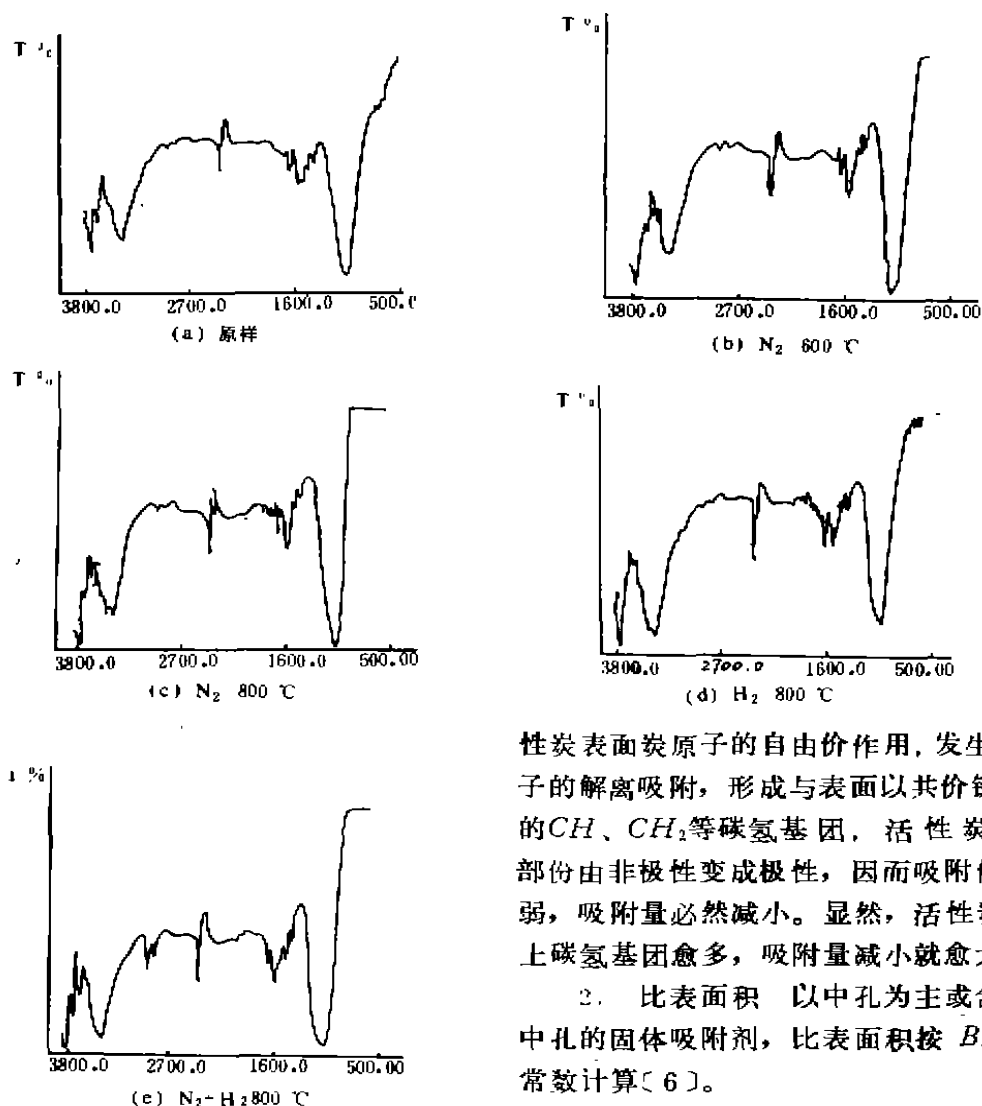 T
3800.0 2700.0 1600.0 500.0
(a) 原样
T
3800.0 2700.0 1600.0 500.00
(b) N₂ 600 ℃
T
3800.0 2700.0 1600.0 500.00
(c) N₂ 800 ℃
T
3800.0 2700.0 1600.0 500.00
(d) H₂ 800 ℃
%
3800.0 2700.0 1600.0 500.00
(e) N₂-H₂800 ℃
性炭表面炭原子的自由价作用, 发生
子的解离吸附, 形成与表面以共价
的CH、CH₂等碳氢基团, 活性炭
部份由非极性变成极性, 因而吸附
弱, 吸附量必然减小。显然, 活性
上碳氢基团愈多, 吸附量减小就愈
2. 比表面积 以中孔为主或
中孔的固体吸附剂, 比表面积按 B
常数计算〔6〕。